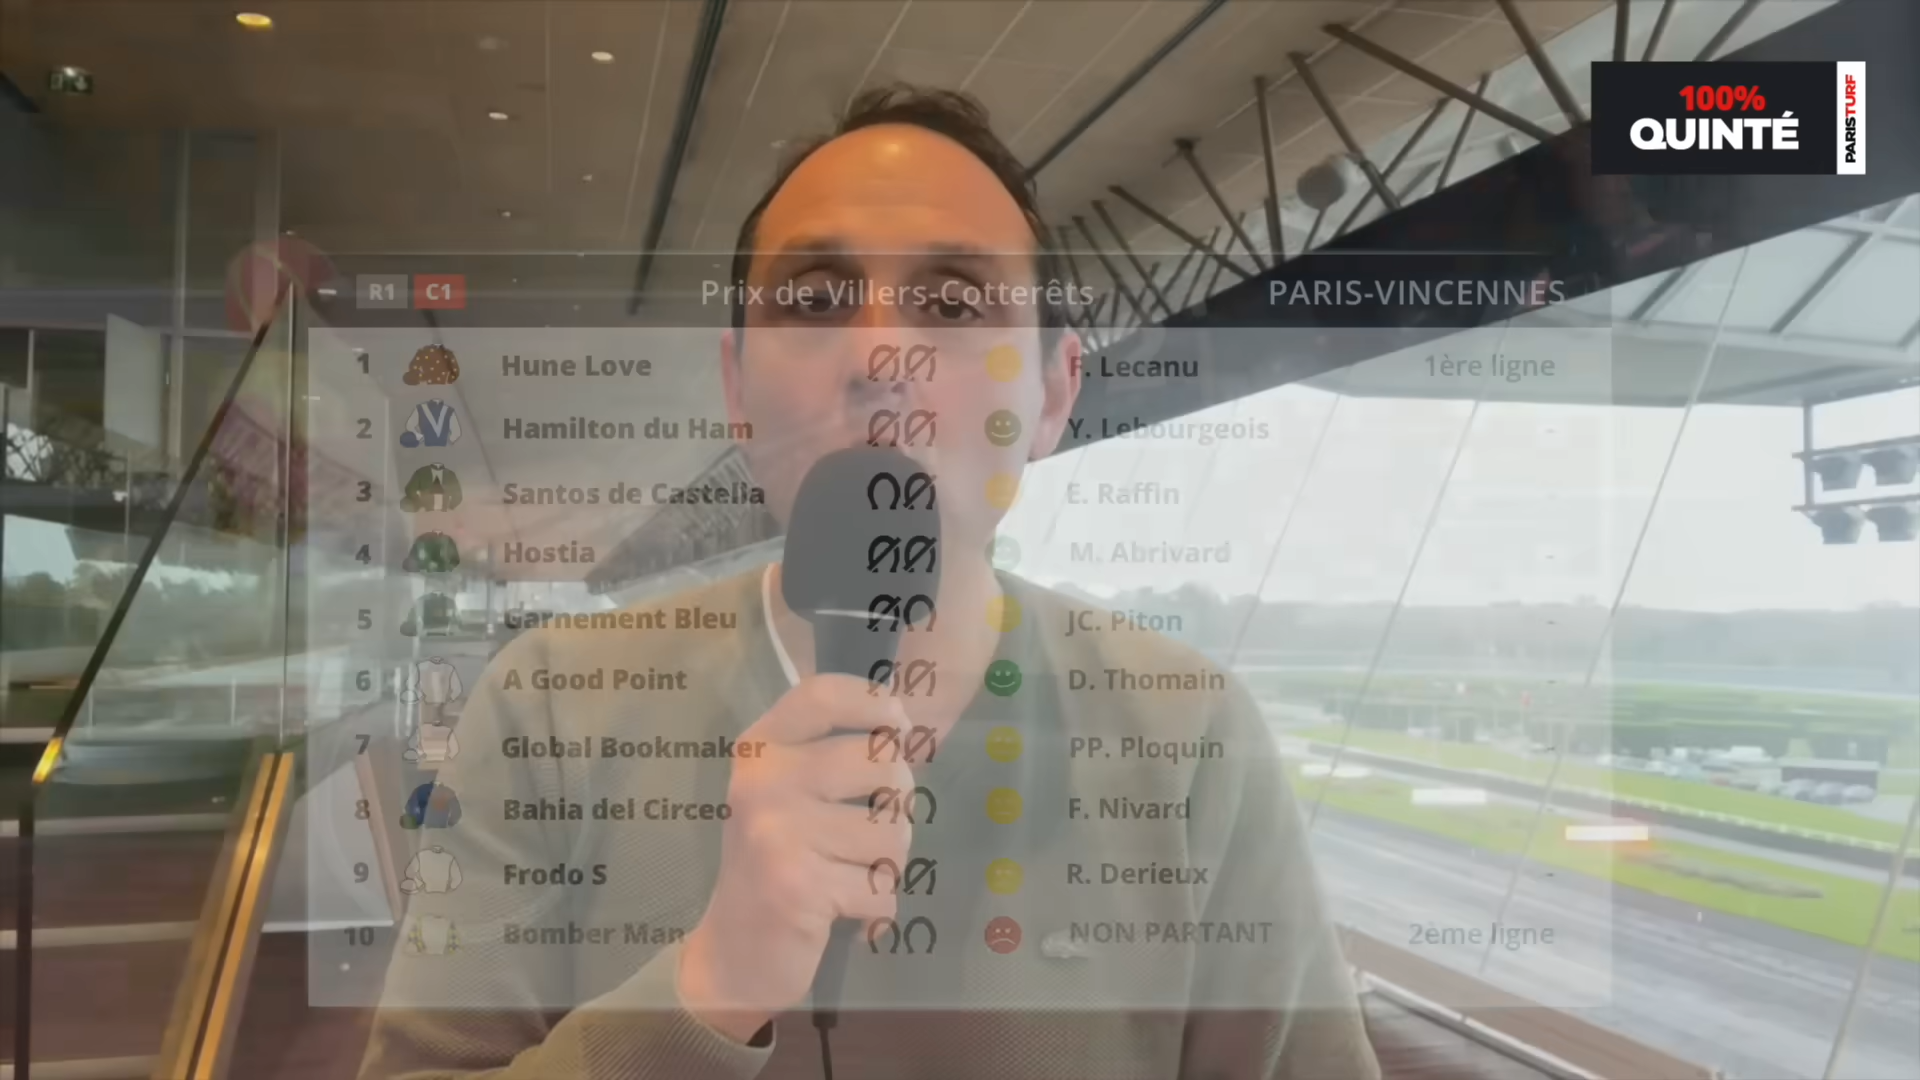 100%
QUINTÉ
PARISTURF
R1 C1 Prix de Villers-Cotterêts PARIS-VINCENNES
1 Hune Love F. Lecanu 1ère ligne
2 Hamilton du Ham Y. Lebourgeois -
3 Santos de Castella E. Raffin
4 Hostia M. Abrivard -
5 Garnement Bleu JC. Piton -
6 A Good Point D. Thomain -
7 Global Bookmaker PP. Ploquin -
8 Bahia del Circeo F. Nivard -
9 Frodo S R. Derieux -
10 Bomber Man NON PARTANT 2ème ligne